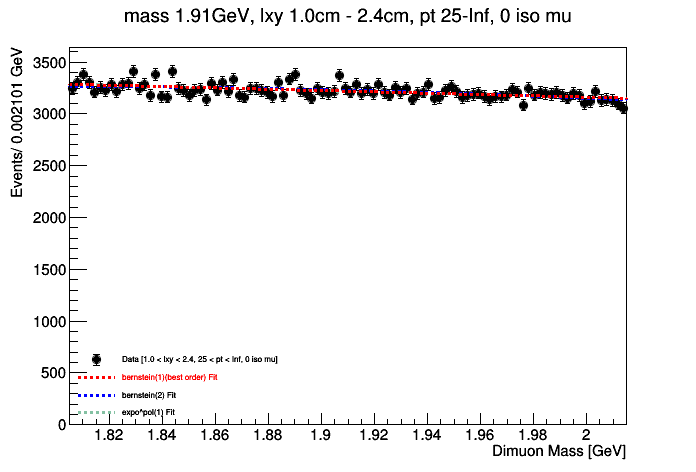 mass 1.91GeV, lxy 1.0cm - 2.4cm, pt 25-Inf, 0 iso mu
Events/ 0.002101 GeV
3500
3000
2500
2000
1500
1000
500
0
Data [1.0 < lxy < 2.4, 25 < pt < Inf, 0 iso mu]
bernstein(1)(best order) Fit
bernstein(2) Fit
expo^pol(1) Fit
1.82 1.84 1.86 1.88 1.9 1.92 1.94 1.96 1.98 2
Dimuon Mass [GeV]